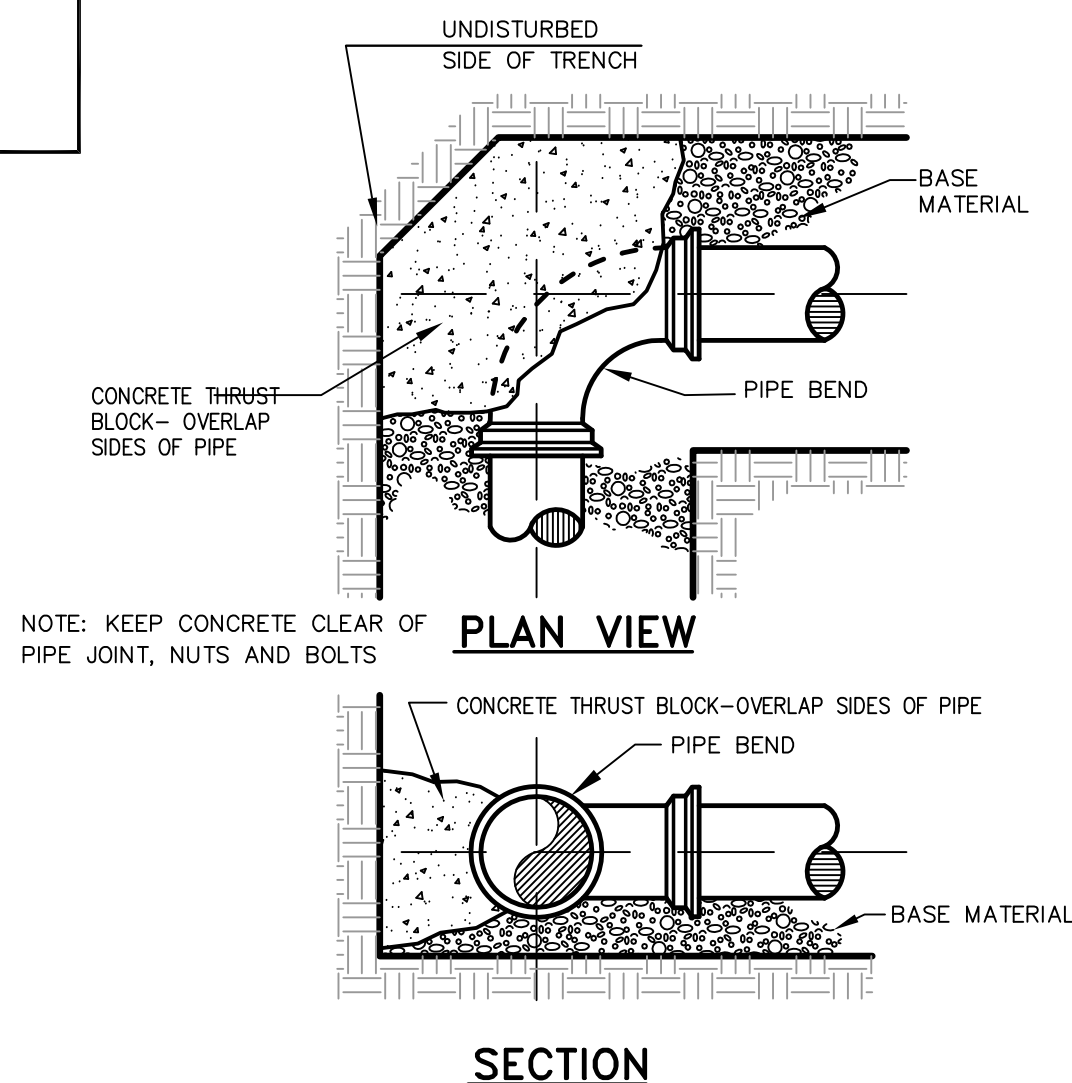 UNDISTURBED
SIDE OF TRENCH
BASE
MATERIAL
CONCRETE THRUST
BLOCK- OVERLAP
SIDES OF PIPE
PIPE BEND
NOTE: KEEP CONCRETE CLEAR OF
PIPE JOINT, NUTS AND BOLTS
PLAN VIEW
CONCRETE THRUST BLOCK-OVERLAP SIDES OF PIPE
PIPE BEND
BASE MATERIAL
SECTION